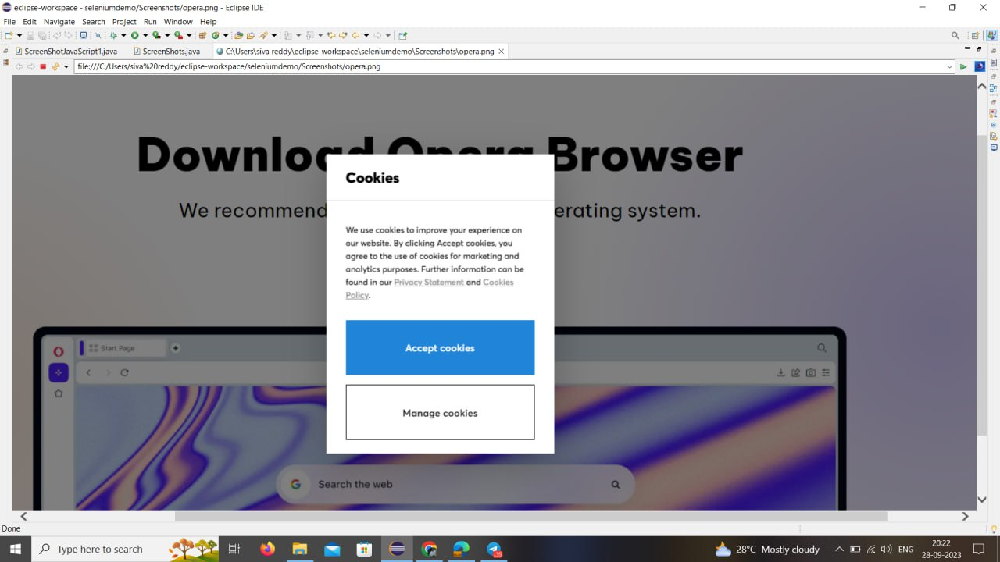 eclipse-workspace - seleniumdemo/Screenshots/opera.png - Eclipse IDE
File Edit Navigate Search Project Run Window Help
ScreenShotJavaScript1.java ScreenShots.java C:\Users\siva reddy\eclipse-workspace\seleniumdemo\Screenshots\opera.png
file:///C:/Users/siva%20reddy/eclipse-workspace/seleniumdemo/Screenshots/opera.png
Download Opera Browser
Cookies
We recommend erating system.
We use cookies to improve your experience on
our website. By clicking Accept cookies, you
agree to the use of cookies for marketing and
analytics purposes. Further information can be
found in our Privacy Statement and Cookies
Policy.
Accept cookies
Start Page
Manage cookies
Search the web
Done
Type here to search
28°C Mostly cloudy
ENG
20:22
28-09-2023